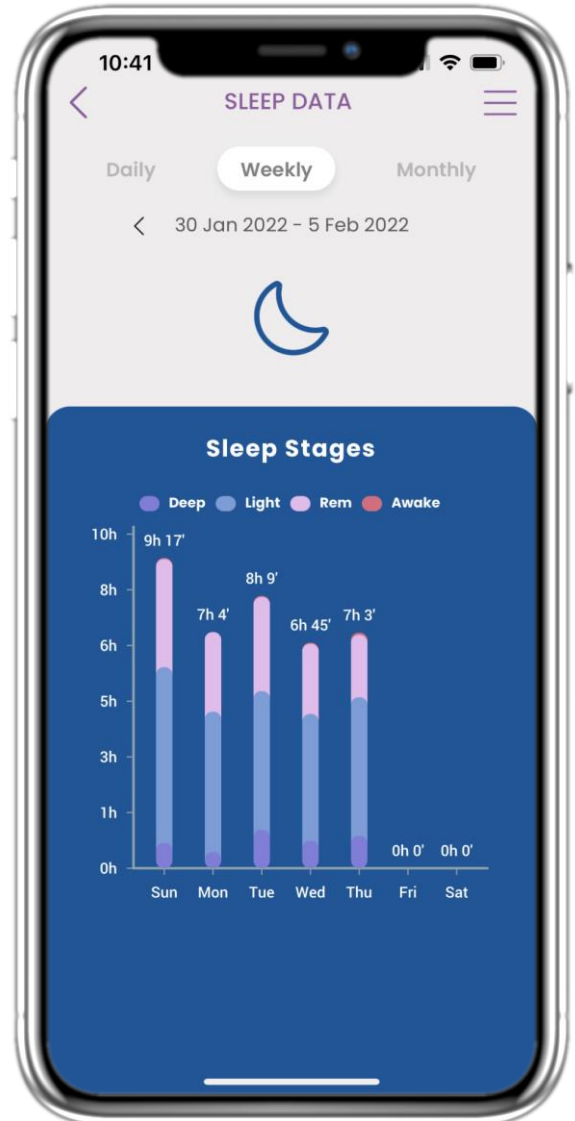 10:41
SLEEP DATA
Daily Weekly Monthly
30 Jan 2022 - 5 Feb 2022
Sleep Stages
Deep Light Rem Awake
10h
9h 17'
8h
8h 9'
7h 4'
6h 45'
7h 3'
6h
5h
3h
1h
0h 0' 0h 0'
0h
Sun Mon Tue Wed Thu Fri Sat